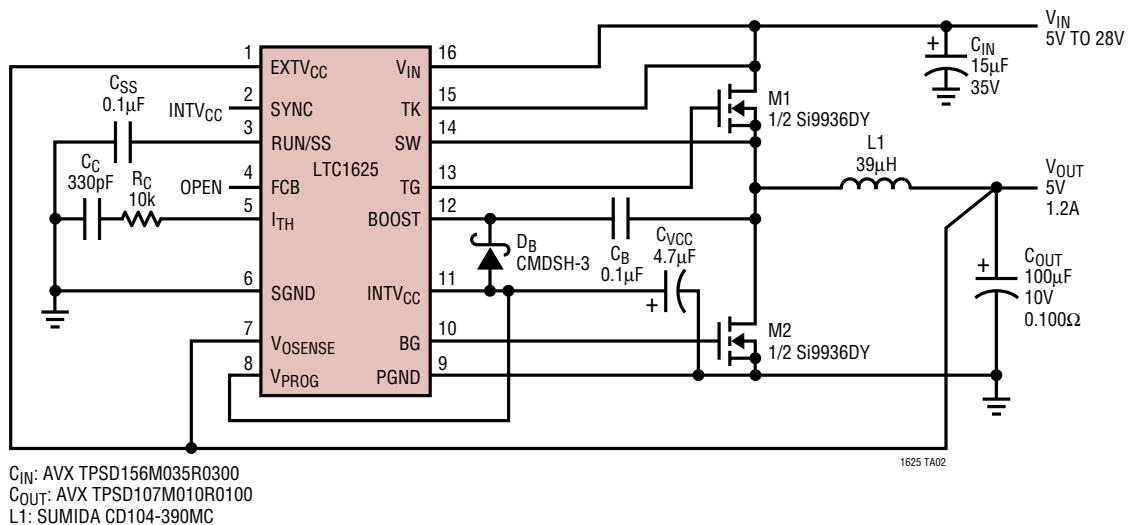 V_IN
5V TO 28V
C_IN
15µF
35V
+
1
EXTV_CC
V_IN
16
C_SS
0.1µF
2
INTV_CC
SYNC
TK
15
M1
1/2 Si9936DY
3
RUN/SS
SW
14
LTC1625
C_C
330pF
R_C
10k
OPEN
4
FCB
TG
13
L1
39µH
V_OUT
5V
1.2A
5
I_TH
BOOST
12
D_B
CMDSH-3
C_B
0.1µF
C_VCC
4.7µF
+
6
SGND
INTV_CC
11
+
C_OUT
100µF
10V
0.100Ω
7
V_OSENSE
BG
10
M2
1/2 Si9936DY
8
V_PROG
PGND
9
1625 TA02
C_IN: AVX TPSD156M035R0300
C_OUT: AVX TPSD107M010R0100
L1: SUMIDA CD104-390MC